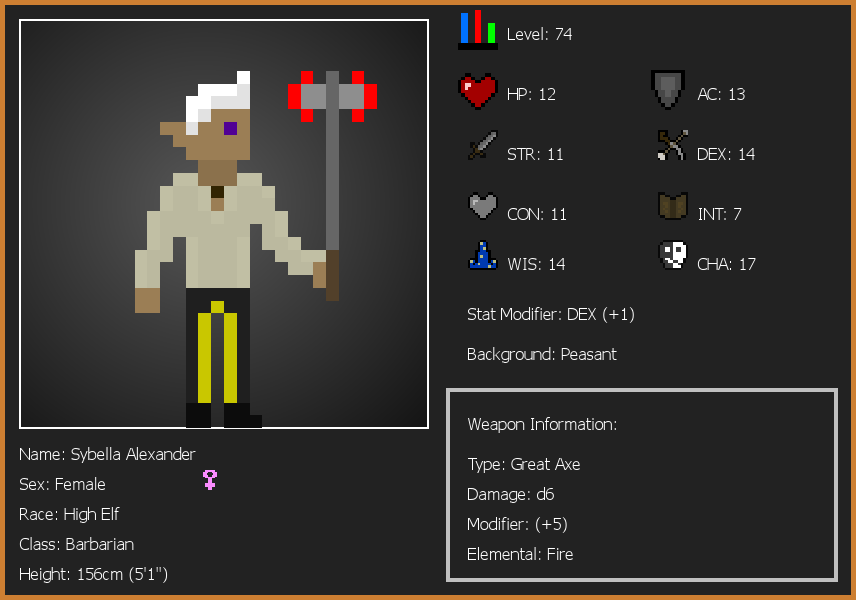 Level: 74
HP: 12
AC: 13
STR: 11
DEX: 14
CON: 11
INT: 7
WIS: 14
CHA: 17
Stat Modifier: DEX (+1)
Background: Peasant
Weapon Information:
Type: Great Axe
Damage: d6
Modifier: (+5)
Elemental: Fire
Name: Sybella Alexander
Sex: Female
Race: High Elf
Class: Barbarian
Height: 156cm (5'1")